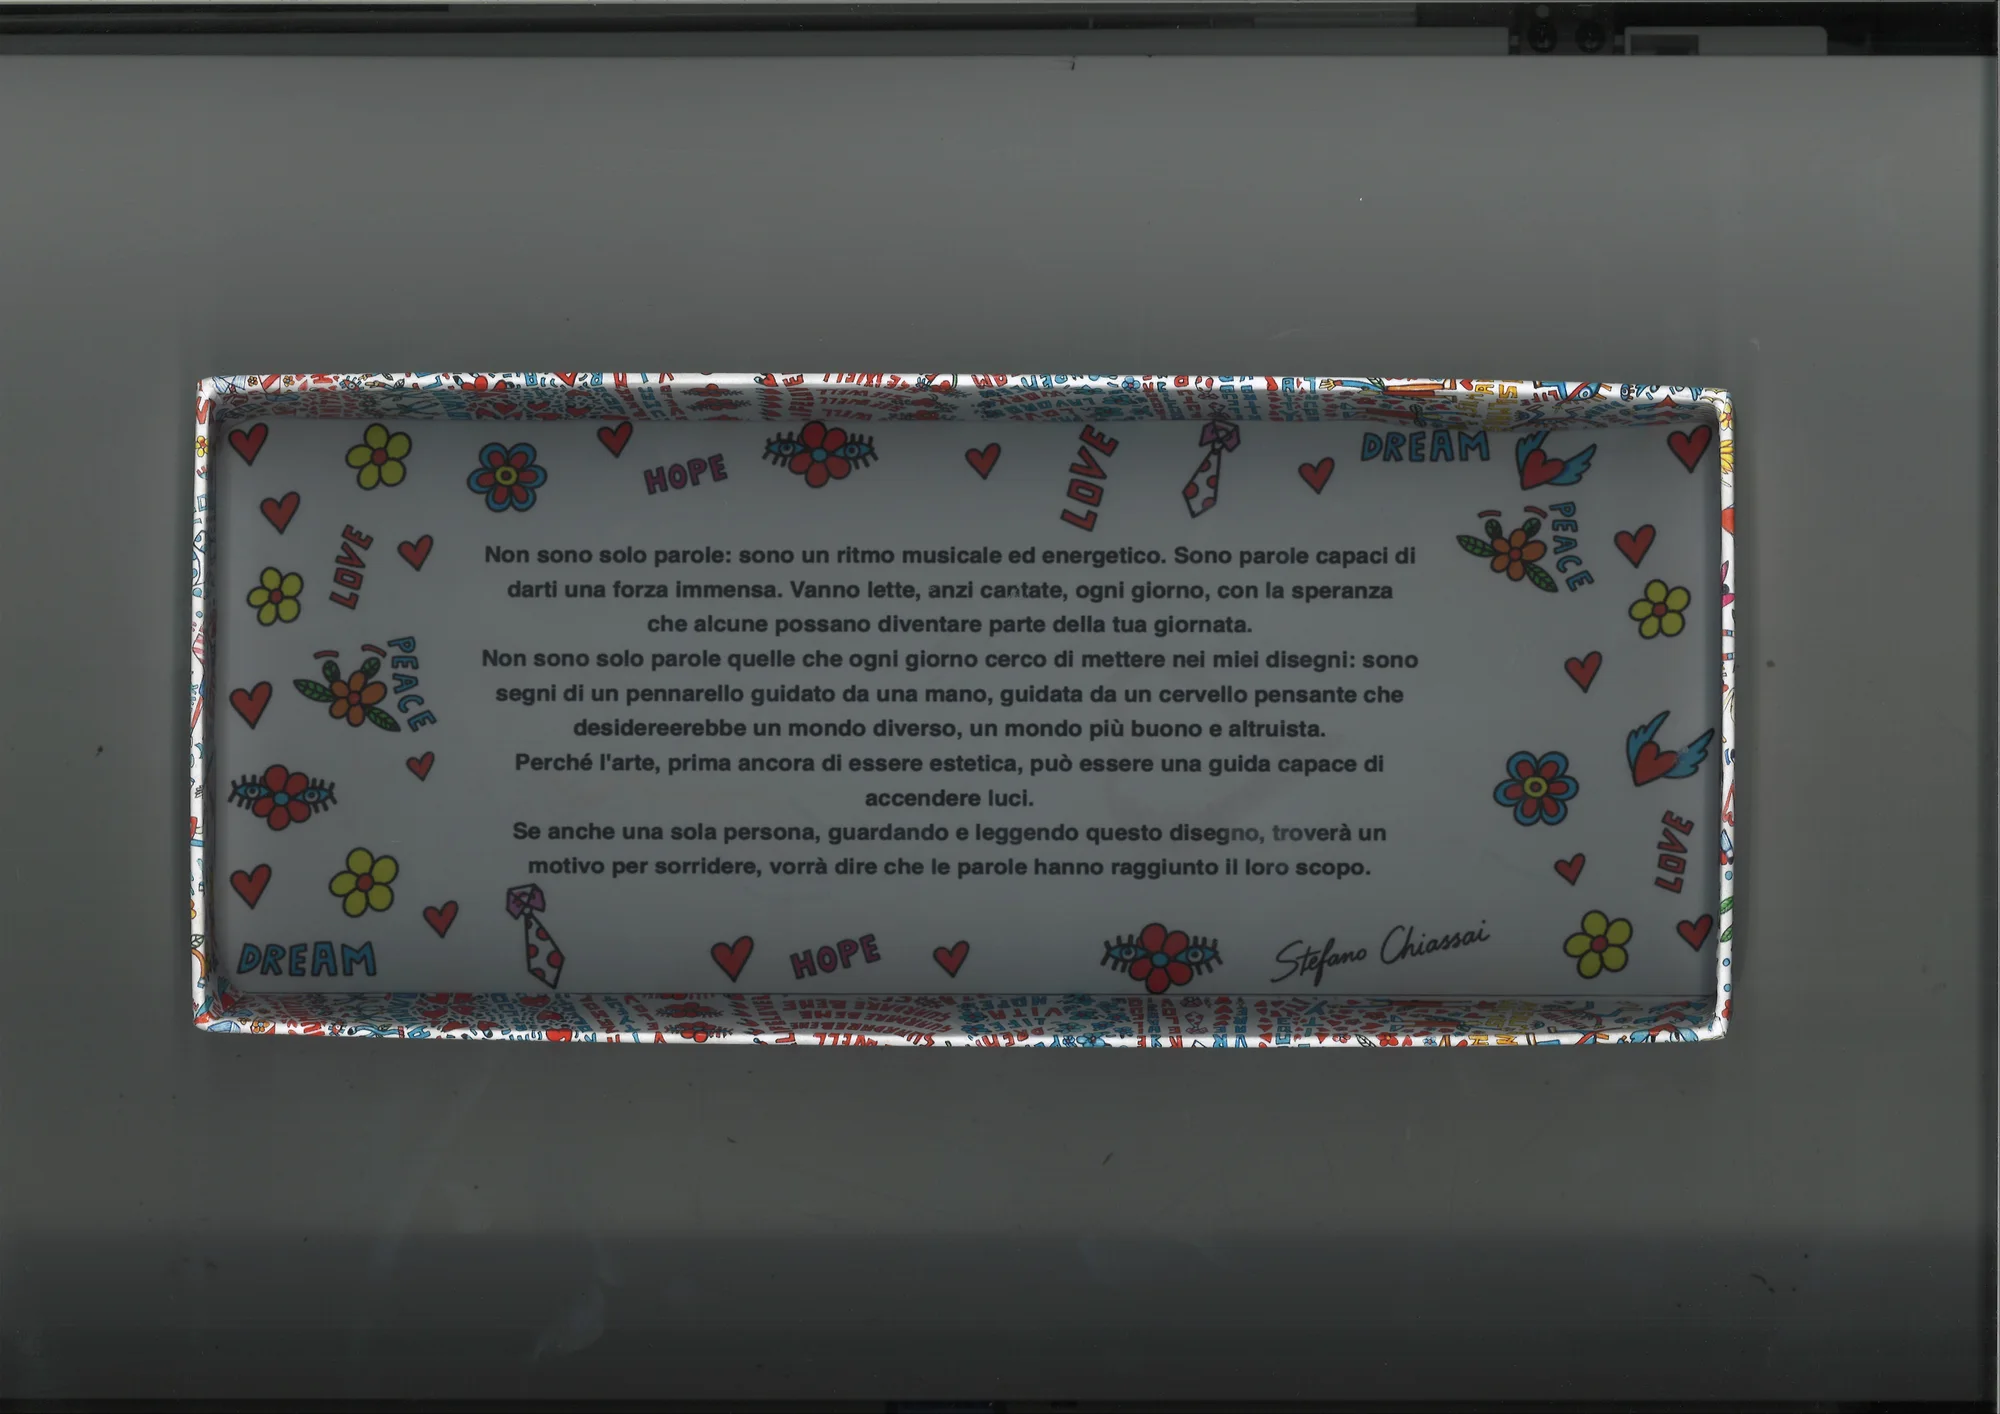 HOPE
LOVE
DREAM
PEACE
LOVE
PEACE
Non sono solo parole: sono un ritmo musicale ed energetico. Sono parole capaci di
darti una forza immensa. Vanno lette, anzi cantate, ogni giorno, con la speranza
che alcune possano diventare parte della tua giornata.
Non sono solo parole quelle che ogni giorno cerco di mettere nei miei disegni: sono
segni di un pennarello guidato da una mano, guidata da un cervello pensante che
desidereerebbe un mondo diverso, un mondo più buono e altruista.
Perché l'arte, prima ancora di essere estetica, può essere una guida capace di
accendere luci.
Se anche una sola persona, guardando e leggendo questo disegno, troverà un
motivo per sorridere, vorrà dire che le parole hanno raggiunto il loro scopo.
LOVE
DREAM
HOPE
Stefano Chiassai